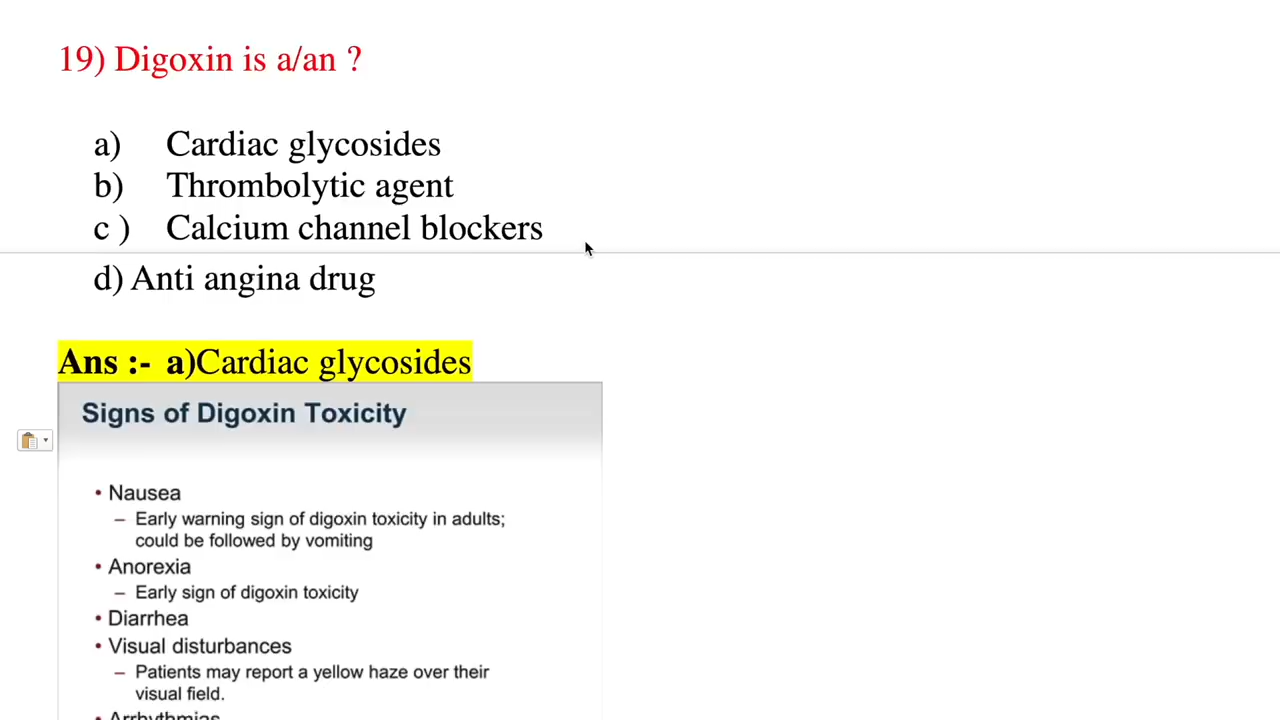 19) Digoxin is a/an ?
a) Cardiac glycosides
b) Thrombolytic agent
c ) Calcium channel blockers
d) Anti angina drug
Ans :- a)Cardiac glycosides
Signs of Digoxin Toxicity
• Nausea
– Early warning sign of digoxin toxicity in adults;
could be followed by vomiting
• Anorexia
– Early sign of digoxin toxicity
• Diarrhea
• Visual disturbances
– Patients may report a yellow haze over their
visual field.
• Arrhythmias